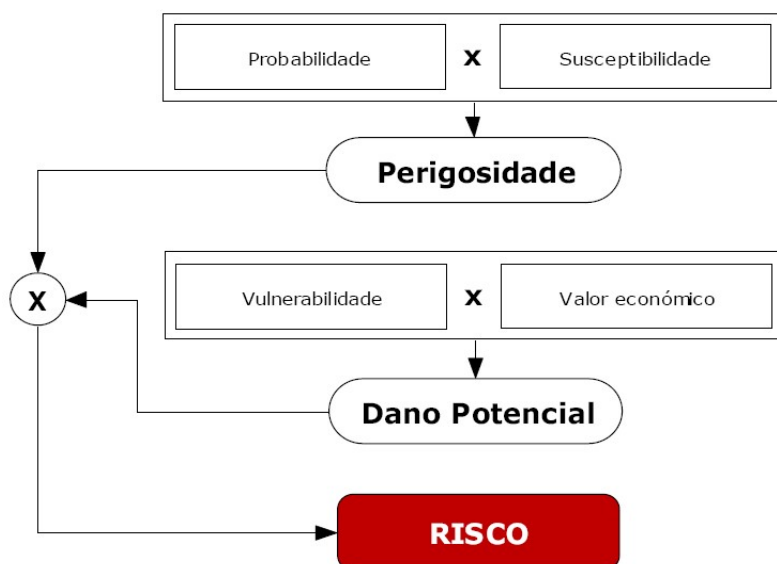 Probabilidade x Susceptibilidade
Perigosidade
X
Vulnerabilidade x Valor económico
Dano Potencial
RISCO